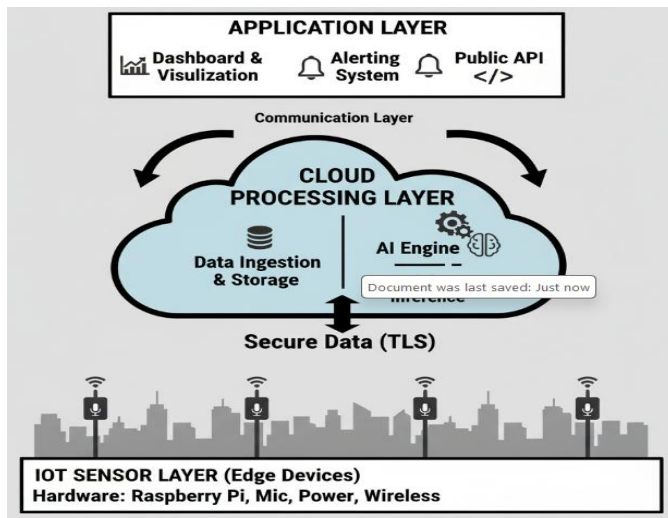 APPLICATION LAYER
Dashboard &
Visulization
Alerting
System
Public API
</>
Communication Layer
CLOUD
PROCESSING LAYER
Data Ingestion
& Storage
AI Engine
Document was last saved: Just now
Inference
Secure Data (TLS)
IOT SENSOR LAYER (Edge Devices)
Hardware: Raspberry Pi, Mic, Power, Wireless